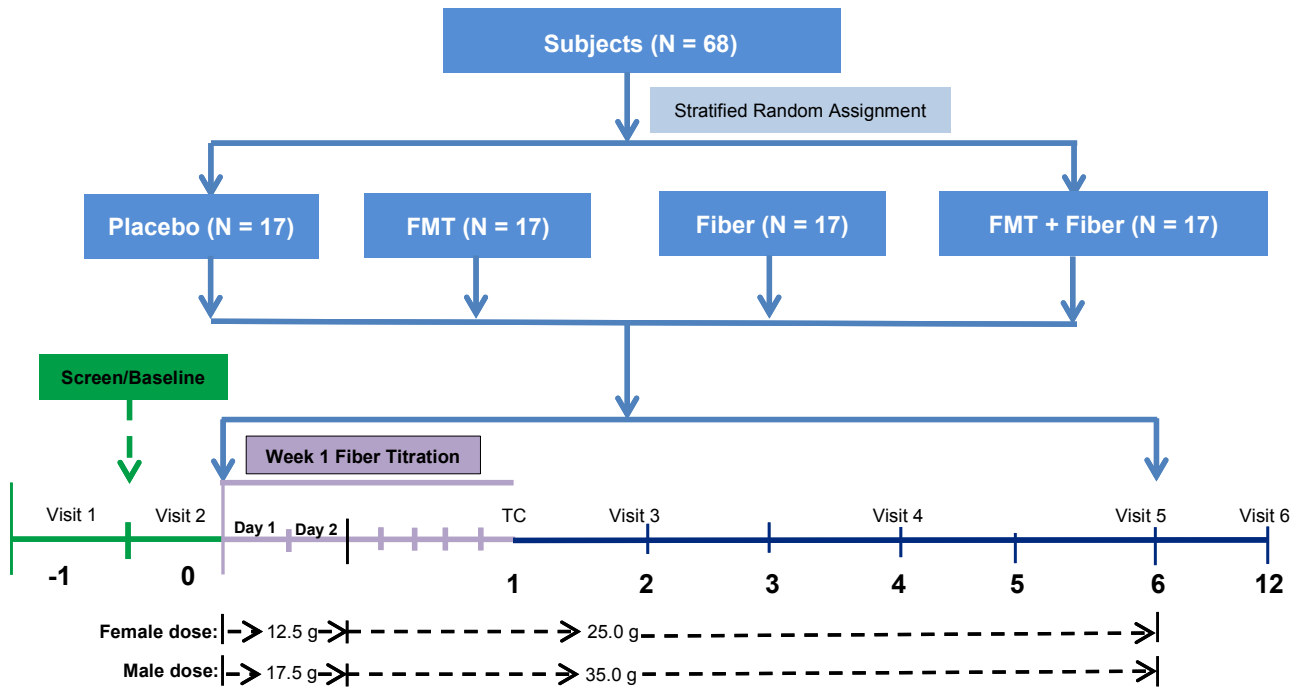 Subjects (N = 68)
Stratified Random Assignment
Placebo (N = 17)
FMT (N = 17)
Fiber (N = 17)
FMT + Fiber (N = 17)
Screen/Baseline
Week 1 Fiber Titration
Visit 1
Visit 2
Day 1
Day 2
TC
Visit 3
Visit 4
Visit 5
Visit 6
-1
0
1
2
3
4
5
6
12
Female dose:
12.5 g
25.0 g
Male dose:
17.5 g
35.0 g